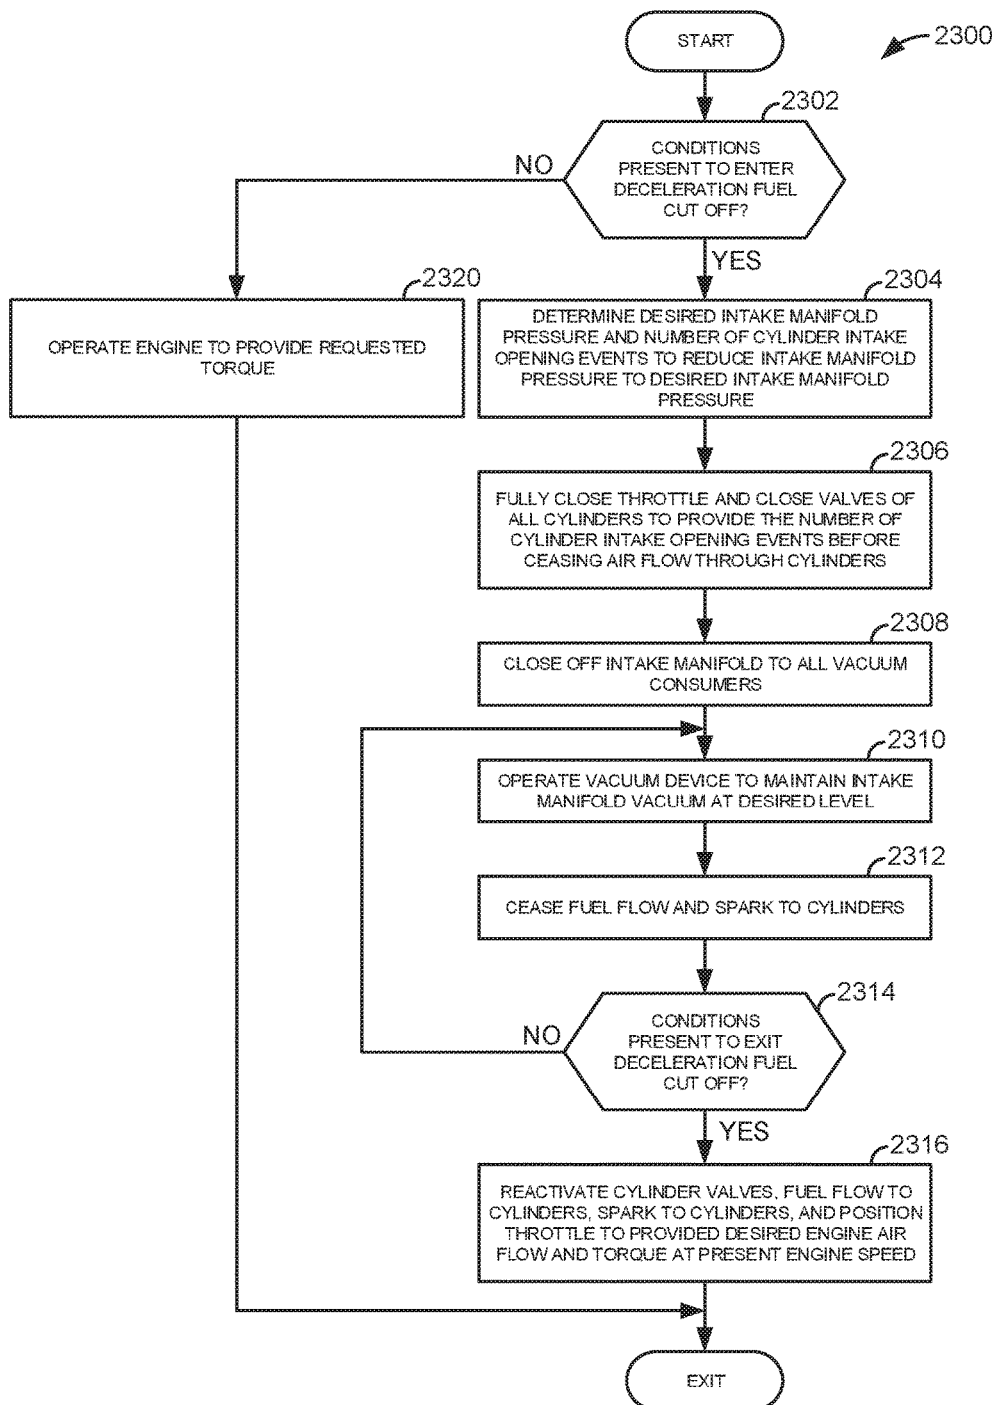 START
2300
2302
CONDITIONS
PRESENT TO ENTER
DECELERATION FUEL
CUT OFF?
NO
YES
2320
OPERATE ENGINE TO PROVIDE REQUESTED
TORQUE
2304
DETERMINE DESIRED INTAKE MANIFOLD
PRESSURE AND NUMBER OF CYLINDER INTAKE
OPENING EVENTS TO REDUCE INTAKE MANIFOLD
PRESSURE TO DESIRED INTAKE MANIFOLD
PRESSURE
2306
FULLY CLOSE THROTTLE AND CLOSE VALVES OF
ALL CYLINDERS TO PROVIDE THE NUMBER OF
CYLINDER INTAKE OPENING EVENTS BEFORE
CEASING AIR FLOW THROUGH CYLINDERS
2308
CLOSE OFF INTAKE MANIFOLD TO ALL VACUUM
CONSUMERS
2310
OPERATE VACUUM DEVICE TO MAINTAIN INTAKE
MANIFOLD VACUUM AT DESIRED LEVEL
2312
CEASE FUEL FLOW AND SPARK TO CYLINDERS
2314
CONDITIONS
PRESENT TO EXIT
DECELERATION FUEL
CUT OFF?
NO
YES
2316
REACTIVATE CYLINDER VALVES, FUEL FLOW TO
CYLINDERS, SPARK TO CYLINDERS, AND POSITION
THROTTLE TO PROVIDED DESIRED ENGINE AIR
FLOW AND TORQUE AT PRESENT ENGINE SPEED
EXIT